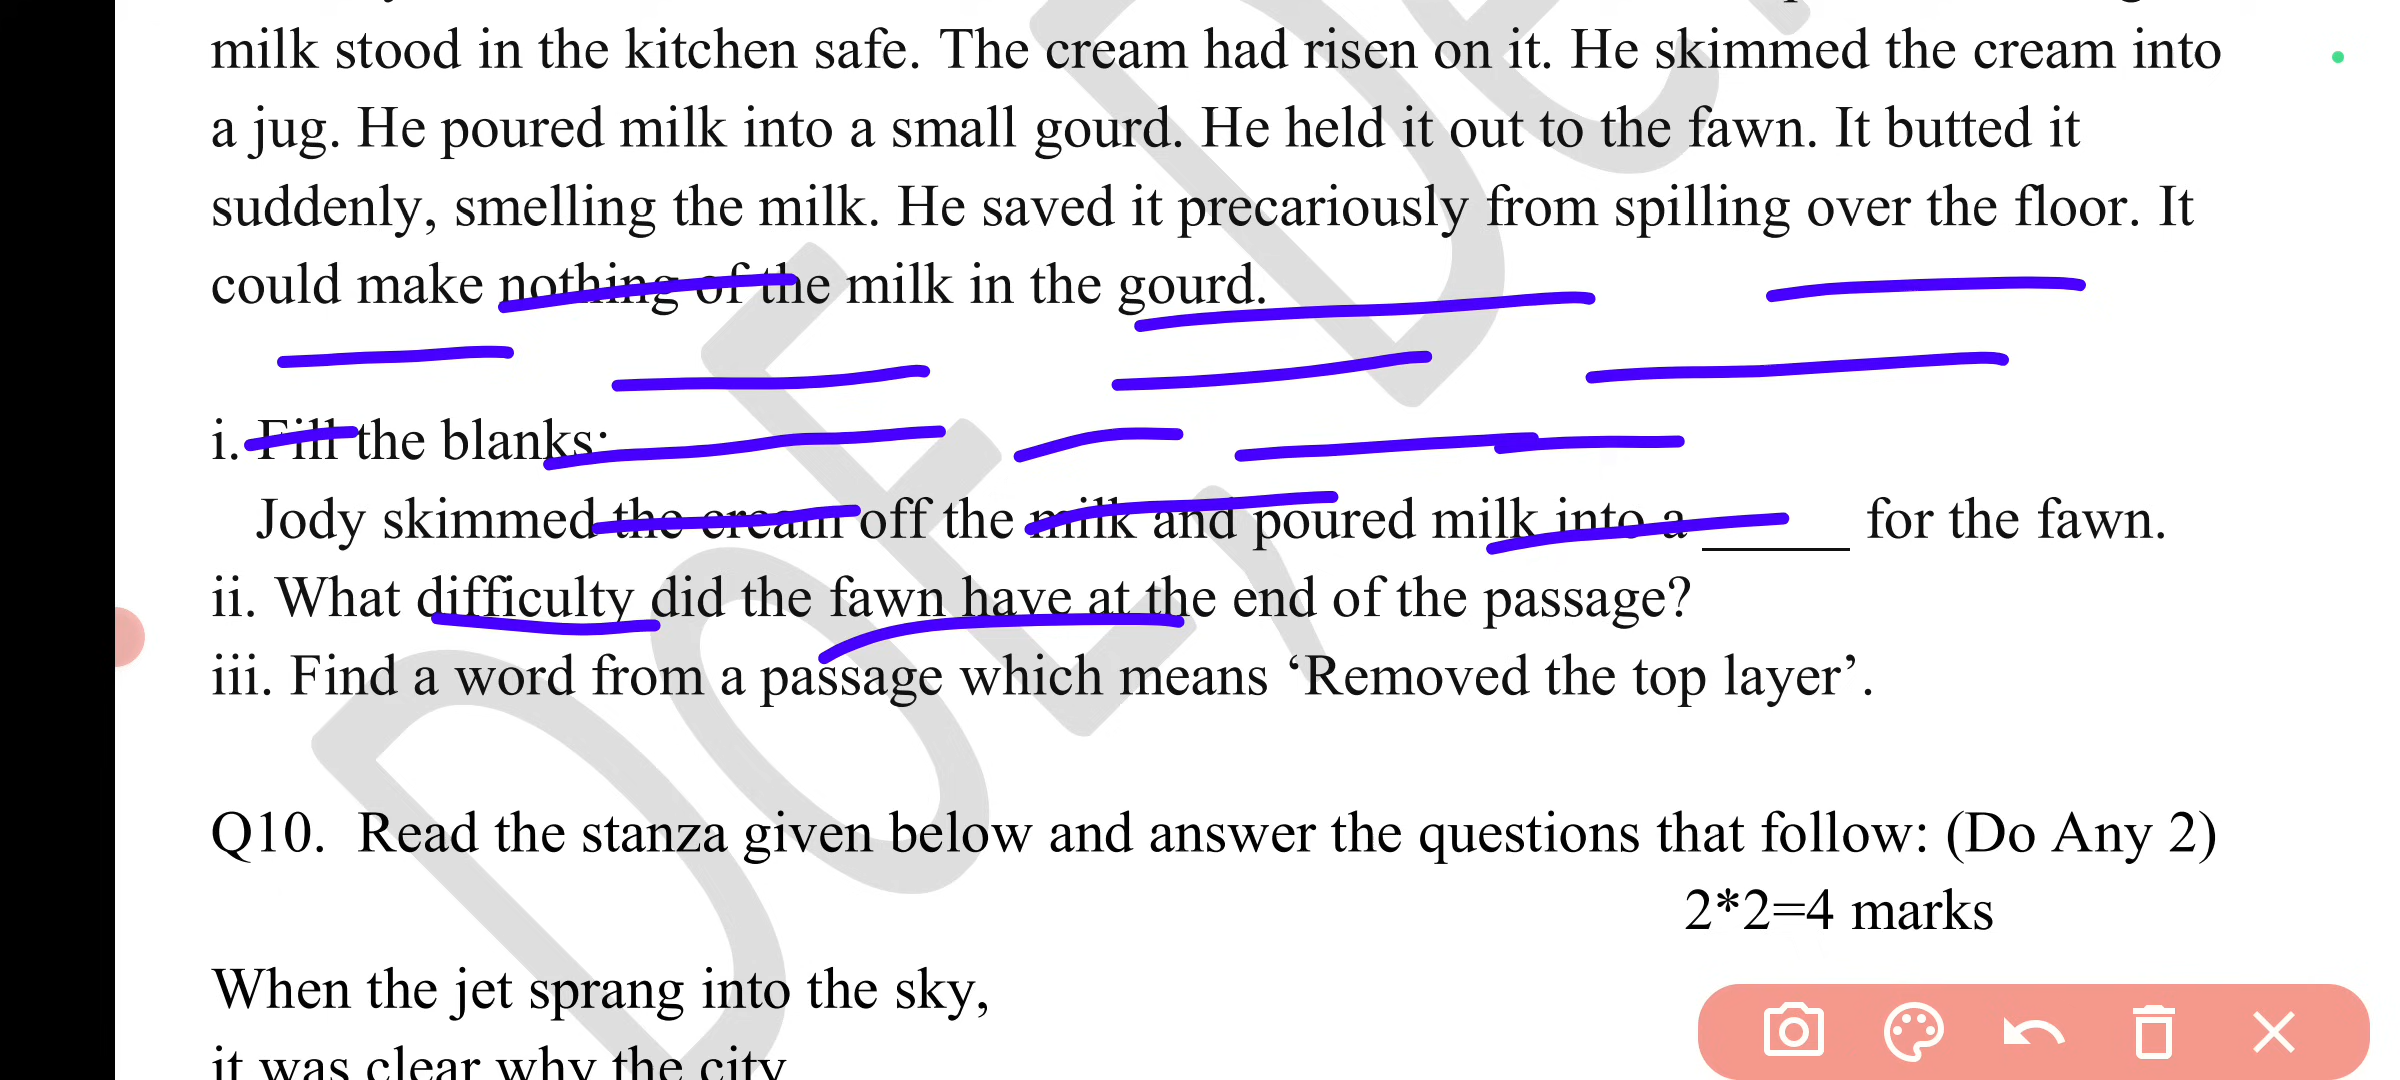 milk stood in the kitchen safe. The cream had risen on it. He skimmed the cream into
a jug. He poured milk into a small gourd. He held it out to the fawn. It butted it
suddenly, smelling the milk. He saved it precariously from spilling over the floor. It
could make nothing of the milk in the gourd.
i. Fill the blanks:
Jody skimmed the cream off the milk and poured milk into a ______ for the fawn.
ii. What difficulty did the fawn have at the end of the passage?
iii. Find a word from a passage which means ‘Removed the top layer’.
Q10. Read the stanza given below and answer the questions that follow: (Do Any 2)
2*2=4 marks
When the jet sprang into the sky,
it was clear why the city
DoE, De